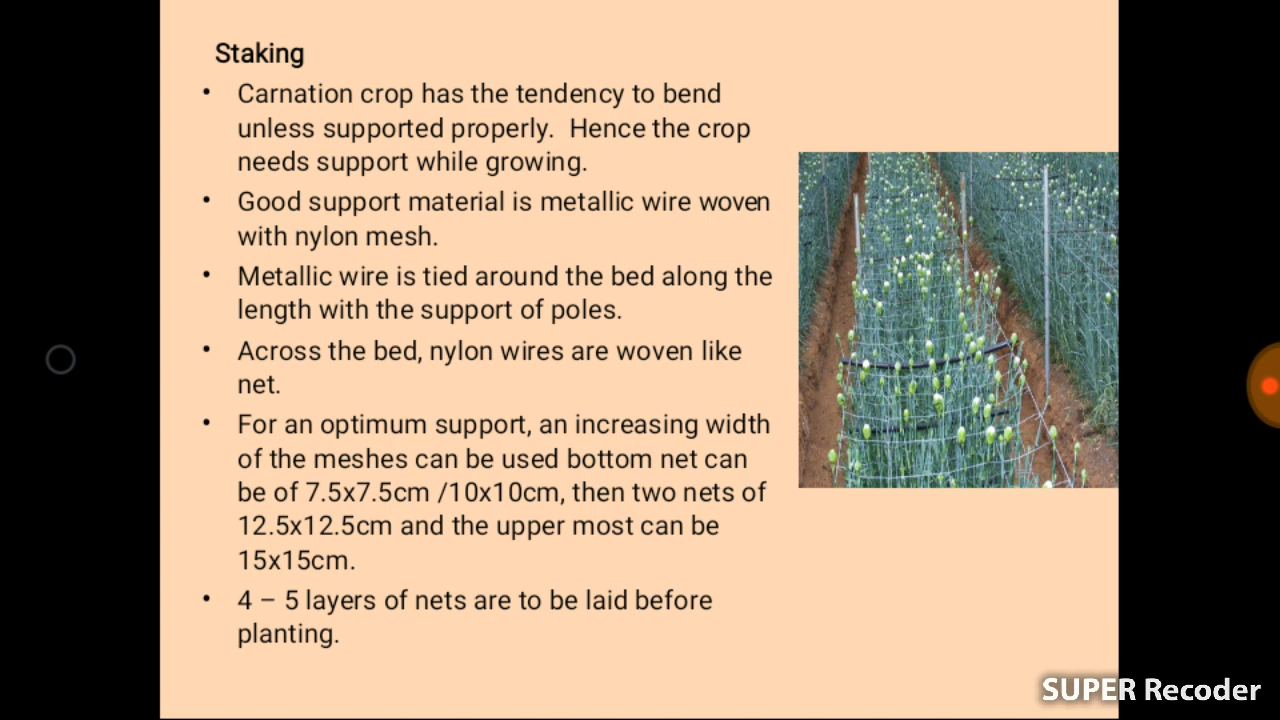 Staking
• Carnation crop has the tendency to bend
unless supported properly.  Hence the crop
needs support while growing.
• Good support material is metallic wire woven
with nylon mesh.
• Metallic wire is tied around the bed along the
length with the support of poles.
• Across the bed, nylon wires are woven like
net.
• For an optimum support, an increasing width
of the meshes can be used bottom net can
be of 7.5x7.5cm /10x10cm, then two nets of
12.5x12.5cm and the upper most can be
15x15cm.
• 4 – 5 layers of nets are to be laid before
planting.
SUPER Recoder